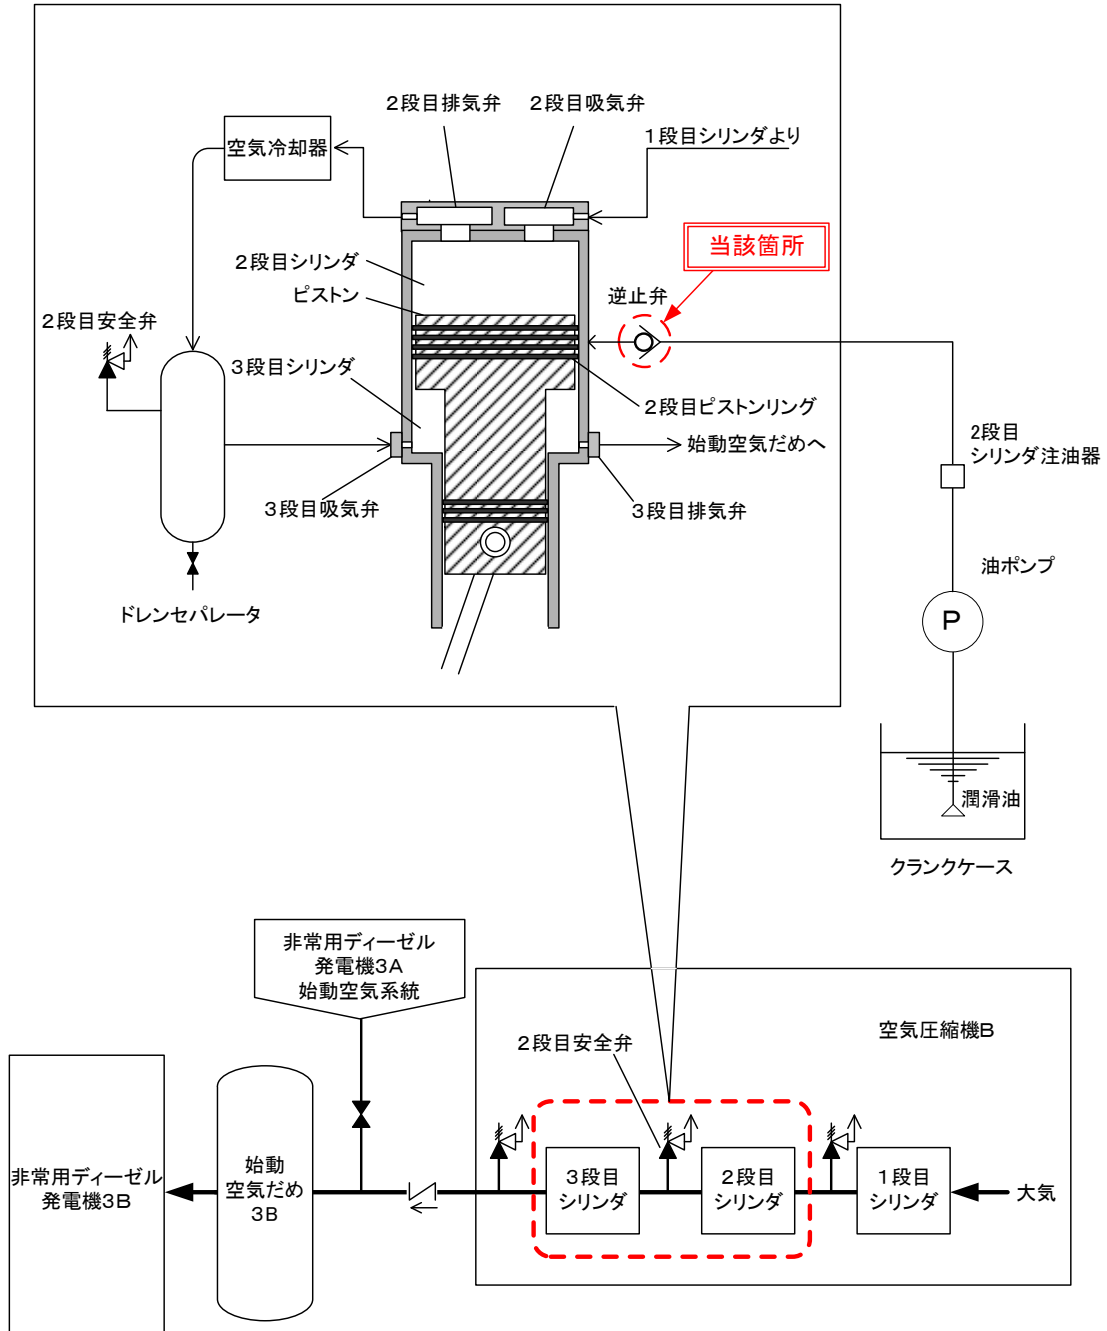 2段目排気弁
2段目吸気弁
空気冷却器
1段目シリンダより
当該箇所
2段目シリンダ
ピストン
逆止弁
2段目安全弁
3段目シリンダ
2段目ピストンリング
始動空気だめへ
2段目
シリンダ注油器
3段目吸気弁
3段目排気弁
油ポンプ
ドレンセパレータ
P
潤滑油
クランクケース
非常用ディーゼル
発電機3A
始動空気系統
空気圧縮機B
2段目安全弁
非常用ディーゼル
発電機3B
始動
空気だめ
3B
3段目
シリンダ
2段目
シリンダ
1段目
シリンダ
大気